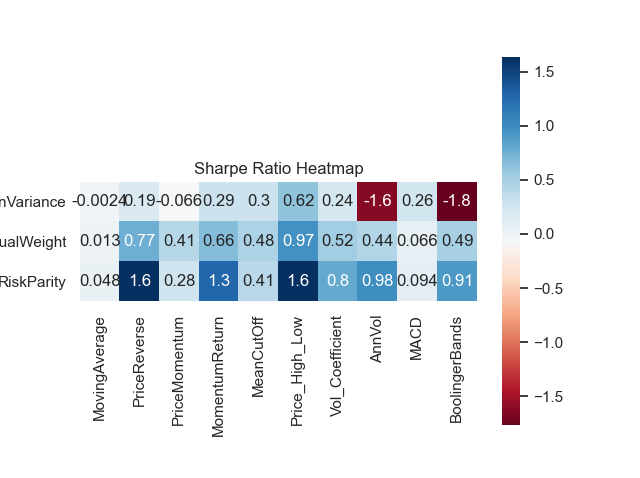 Sharpe Ratio Heatmap
nVariance -0.0024 0.19 -0.066 0.29 0.3 0.62 0.24 -1.6 0.26 -1.8
ualWeight 0.013 0.77 0.41 0.66 0.48 0.97 0.52 0.44 0.066 0.49
RiskParity 0.048 1.6 0.28 1.3 0.41 1.6 0.8 0.98 0.094 0.91
MovingAverage
PriceReverse
PriceMomentum
MomentumReturn
MeanCutOff
Price_High_Low
Vol_Coefficient
AnnVol
MACD
BoolingerBands
1.5
1.0
0.5
0.0
−0.5
−1.0
−1.5